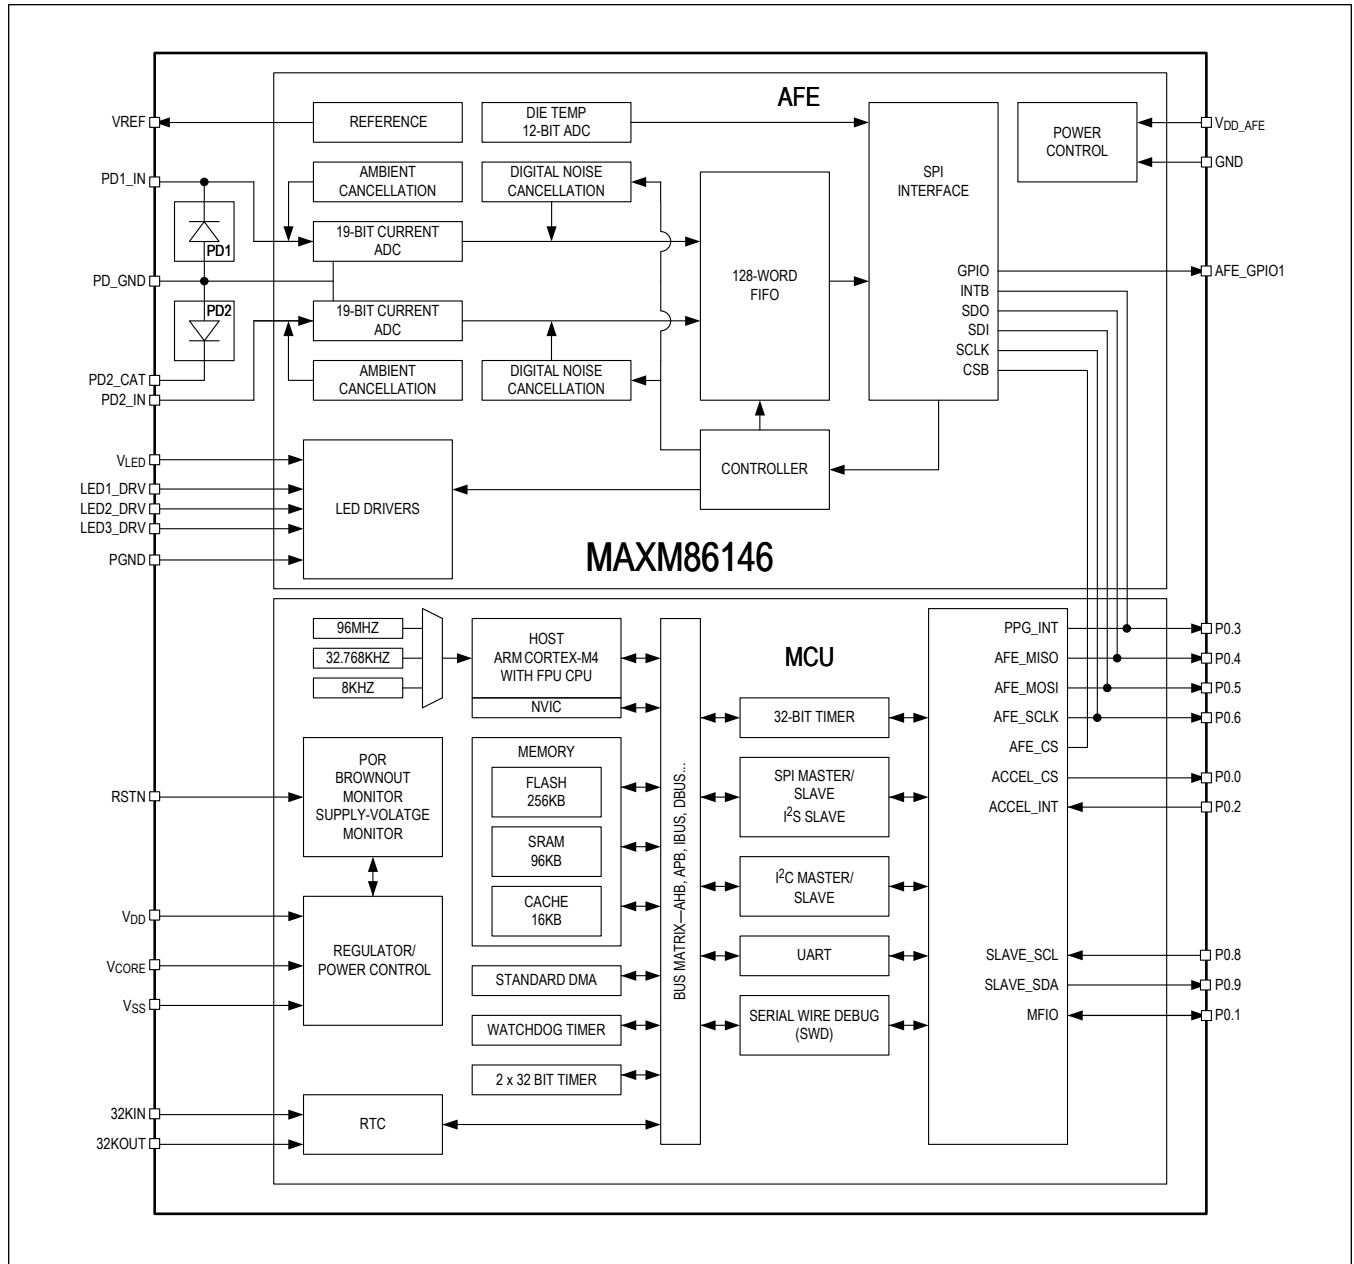 AFE
VREF
REFERENCE
DIE TEMP
12-BIT ADC
SPI
INTERFACE
POWER
CONTROL
VDD_AFE
GND
PD1_IN
AMBIENT
CANCELLATION
DIGITAL NOISE
CANCELLATION
PD1
19-BIT CURRENT
ADC
PD_GND
128-WORD
FIFO
GPIO
AFE_GPIO1
INTB
SDO
SDI
SCLK
CSB
PD2
19-BIT CURRENT
ADC
PD2_CAT
PD2_IN
AMBIENT
CANCELLATION
DIGITAL NOISE
CANCELLATION
VLED
LED1_DRV
LED2_DRV
LED3_DRV
PGND
LED DRIVERS
CONTROLLER
MAXM86146
96MHZ
32.768KHZ
8KHZ
HOST
ARM CORTEX-M4
WITH FPU CPU
NVIC
MCU
PPG_INT
P0.3
AFE_MISO
P0.4
AFE_MOSI
P0.5
AFE_SCLK
P0.6
AFE_CS
ACCEL_CS
P0.0
ACCEL_INT
P0.2
32-BIT TIMER
RSTN
POR
BROWNOUT
MONITOR
SUPPLY-VOLATGE
MONITOR
MEMORY
FLASH
256KB
SRAM
96KB
CACHE
16KB
BUS MATRIX—AHB, APB, IBUS, DBUS...
SPI MASTER/
SLAVE
I2S SLAVE
I2C MASTER/
SLAVE
VDD
VCORE
VSS
REGULATOR/
POWER CONTROL
STANDARD DMA
UART
SLAVE_SCL
P0.8
SLAVE_SDA
P0.9
MFIO
P0.1
WATCHDOG TIMER
SERIAL WIRE DEBUG
(SWD)
2 x 32 BIT TIMER
32KIN
32KOUT
RTC